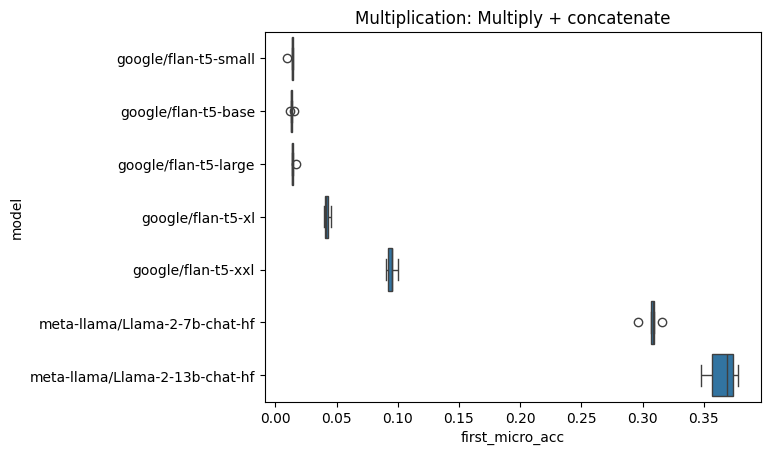 Multiplication: Multiply + concatenate
google/flan-t5-small
google/flan-t5-base
google/flan-t5-large
google/flan-t5-xl
google/flan-t5-xxl
meta-llama/Llama-2-7b-chat-hf
meta-llama/Llama-2-13b-chat-hf
model
0.00 0.05 0.10 0.15 0.20 0.25 0.30 0.35
first_micro_acc